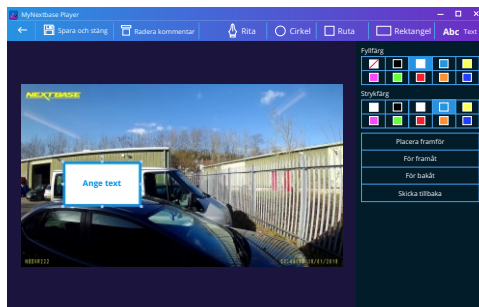 MyNextbase Player
Spara och stäng
Radera kommentar
Rita
Cirkel
Ruta
Rektangel
Abc Text
Fyllfärg
NEXTBASE
Strykfärg
Placera framför
För framåt
För bakåt
Skicka tillbaka
Ange text